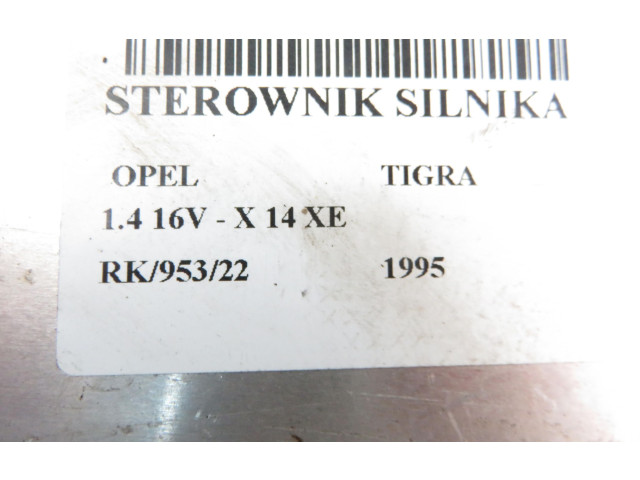 STEROWNIK SILNIKA
OPEL TIGRA
1.4 16V - X 14 XE
RK/953/22 1995